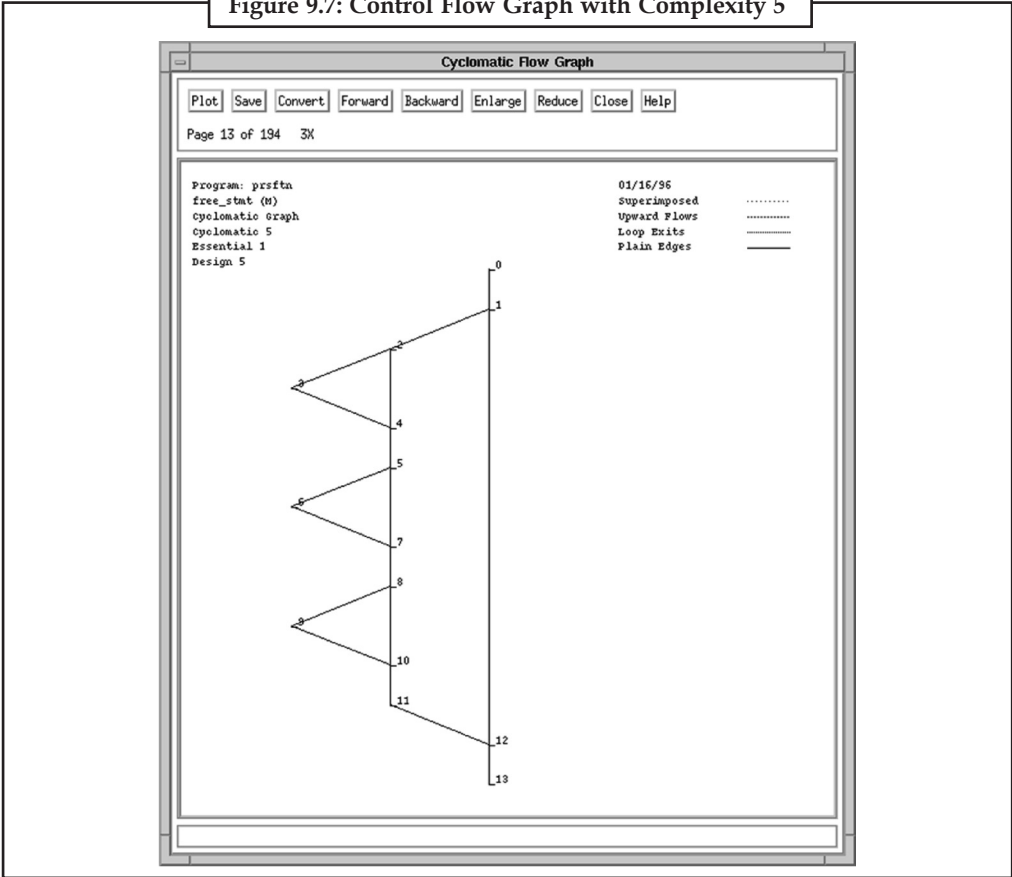 Figure 9.7: Control Flow Graph with Complexity 5
Cyclomatic Flow Graph
Plot Save Convert Forward Backward Enlarge Reduce Close Help
Page 13 of 194 3X
Program: prsftn
free_stmt (M)
Cyclomatic Graph
Cyclomatic 5
Essential 1
Design 5
01/16/96
Superimposed
Upward Flows
Loop Exits
Plain Edges
0
1
2
3
4
5
6
7
8
9
10
11
12
13